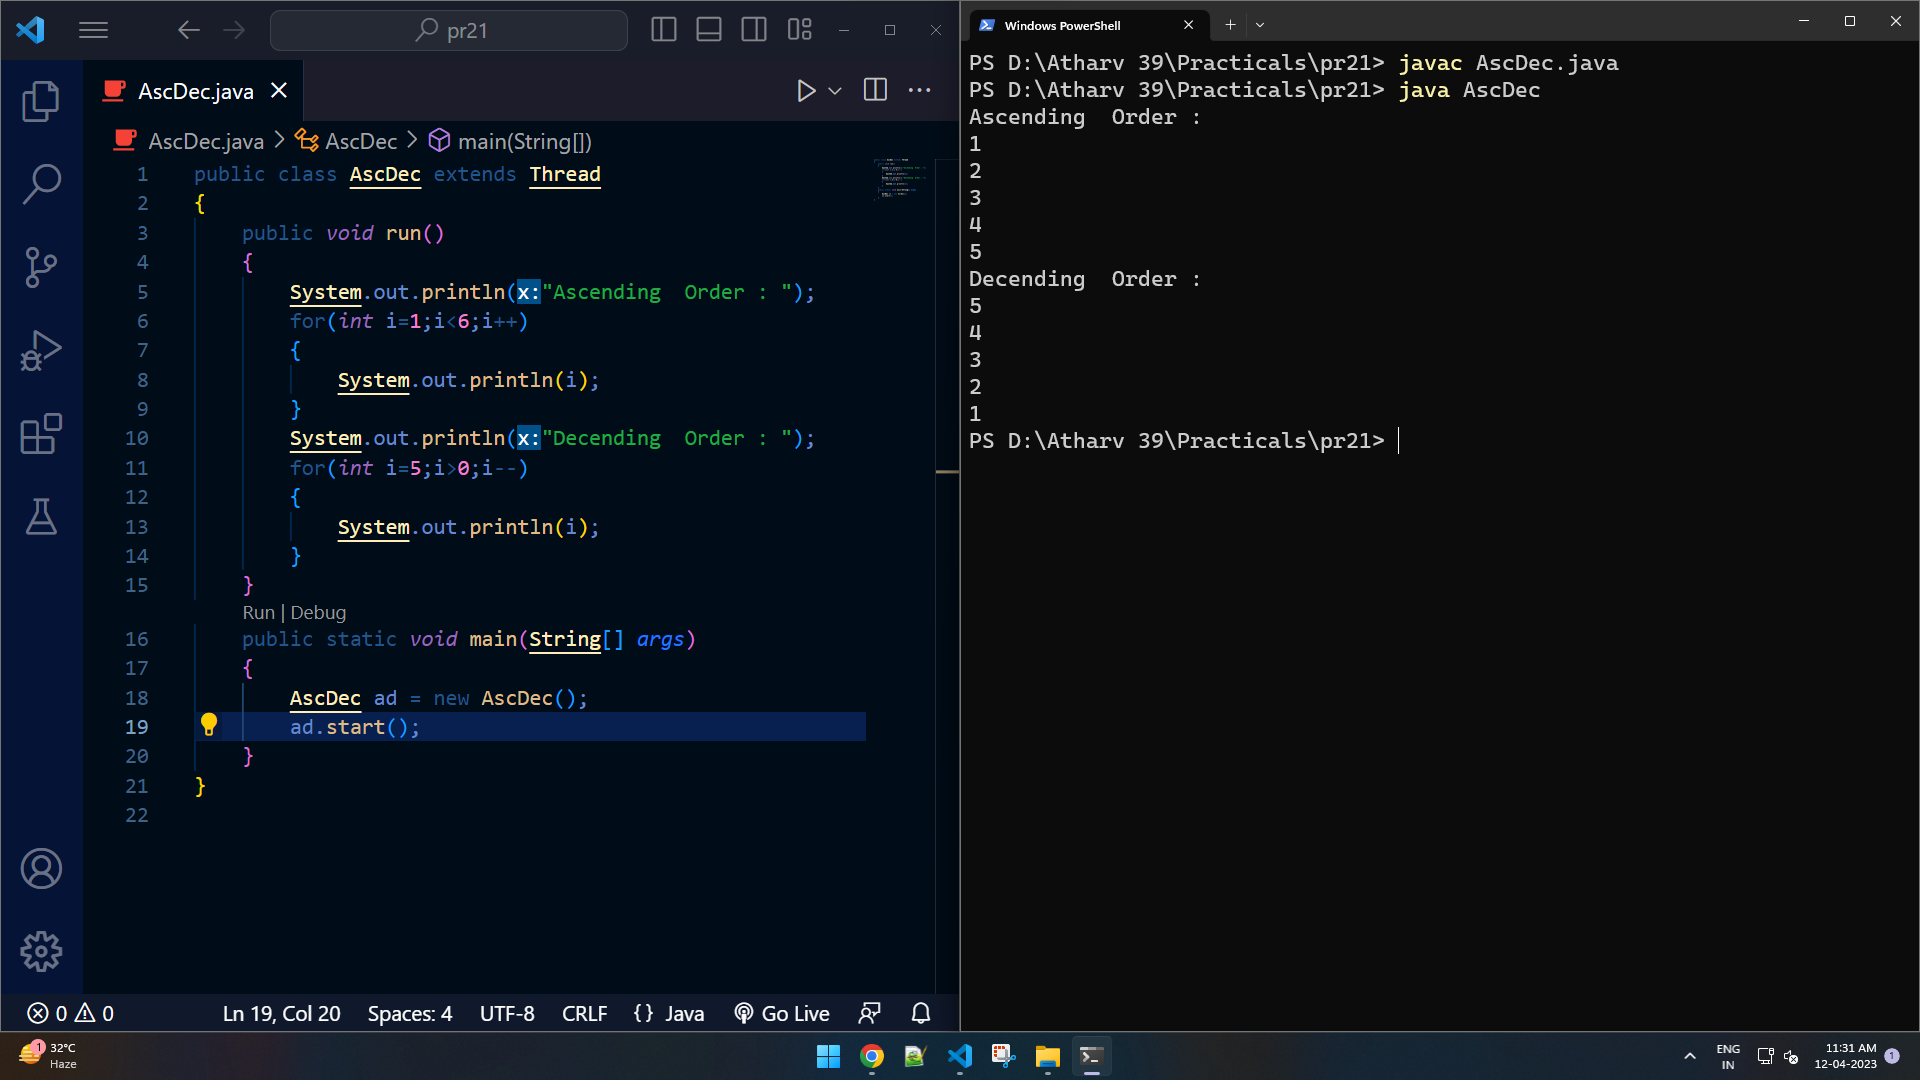 pr21
AscDec.java
AscDec.java > AscDec > main(String[])
1 public class AscDec extends Thread
2 {
3 public void run()
4 {
5 System.out.println(x:"Ascending  Order : ");
6 for(int i=1;i<6;i++)
7 {
8 System.out.println(i);
9 }
10 System.out.println(x:"Decending  Order : ");
11 for(int i=5;i>0;i--)
12 {
13 System.out.println(i);
14 }
15 }
Run | Debug
16 public static void main(String[] args)
17 {
18 AscDec ad = new AscDec();
19 ad.start();
20 }
21 }
22
0 0 Ln 19, Col 20 Spaces: 4 UTF-8 CRLF {} Java Go Live
Windows PowerShell
PS D:\Atharv 39\Practicals\pr21> javac AscDec.java
PS D:\Atharv 39\Practicals\pr21> java AscDec
Ascending  Order :
1
2
3
4
5
Decending  Order :
5
4
3
2
1
PS D:\Atharv 39\Practicals\pr21>
1
32°C
Haze
ENG
IN
11:31 AM
12-04-2023
1